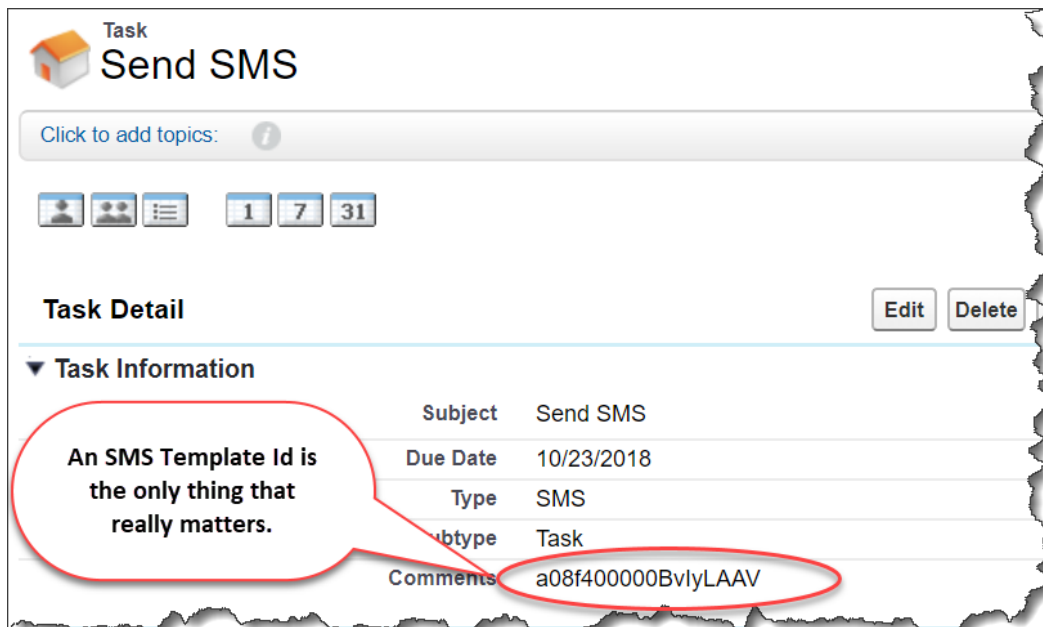 Task
Send SMS
Click to add topics: i
1 7 31
Task Detail
Edit Delete
Task Information
Subject Send SMS
An SMS Template Id is
the only thing that
really matters.
Due Date 10/23/2018
Type SMS
ubtype Task
Comments a08f400000BvIyLAAV